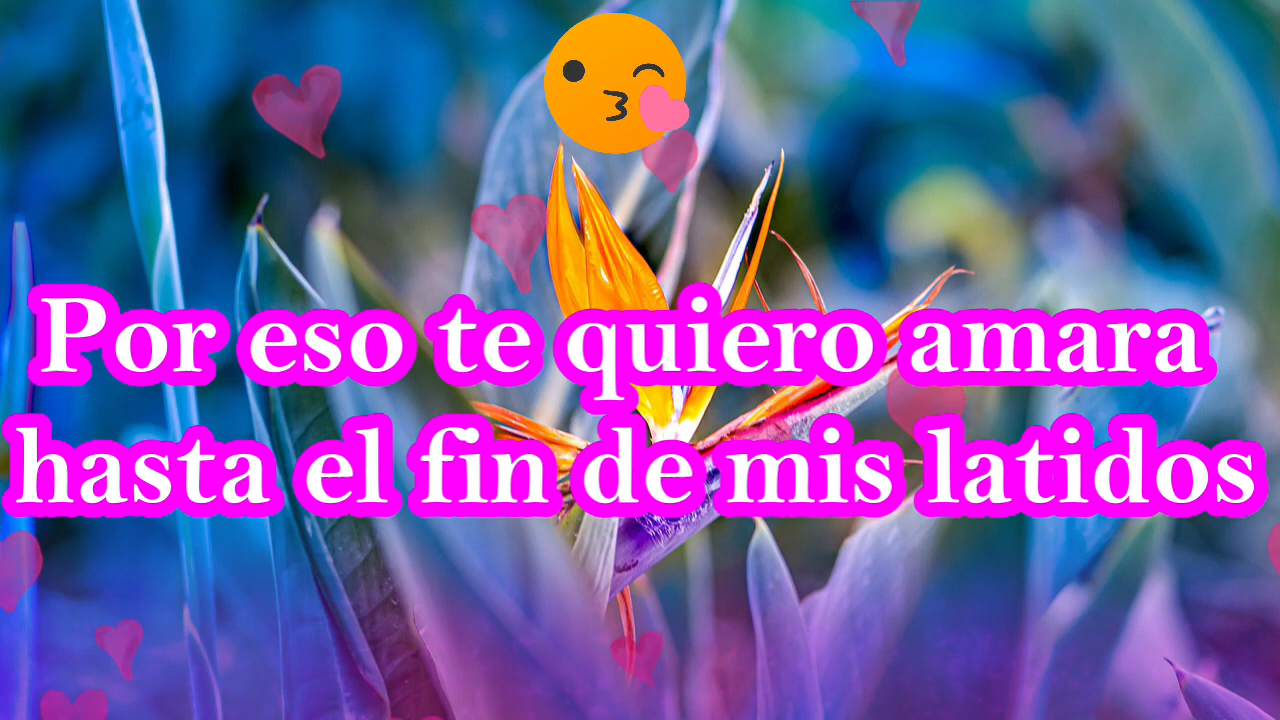 Por eso te quiero amara
hasta el fin de mis latidos